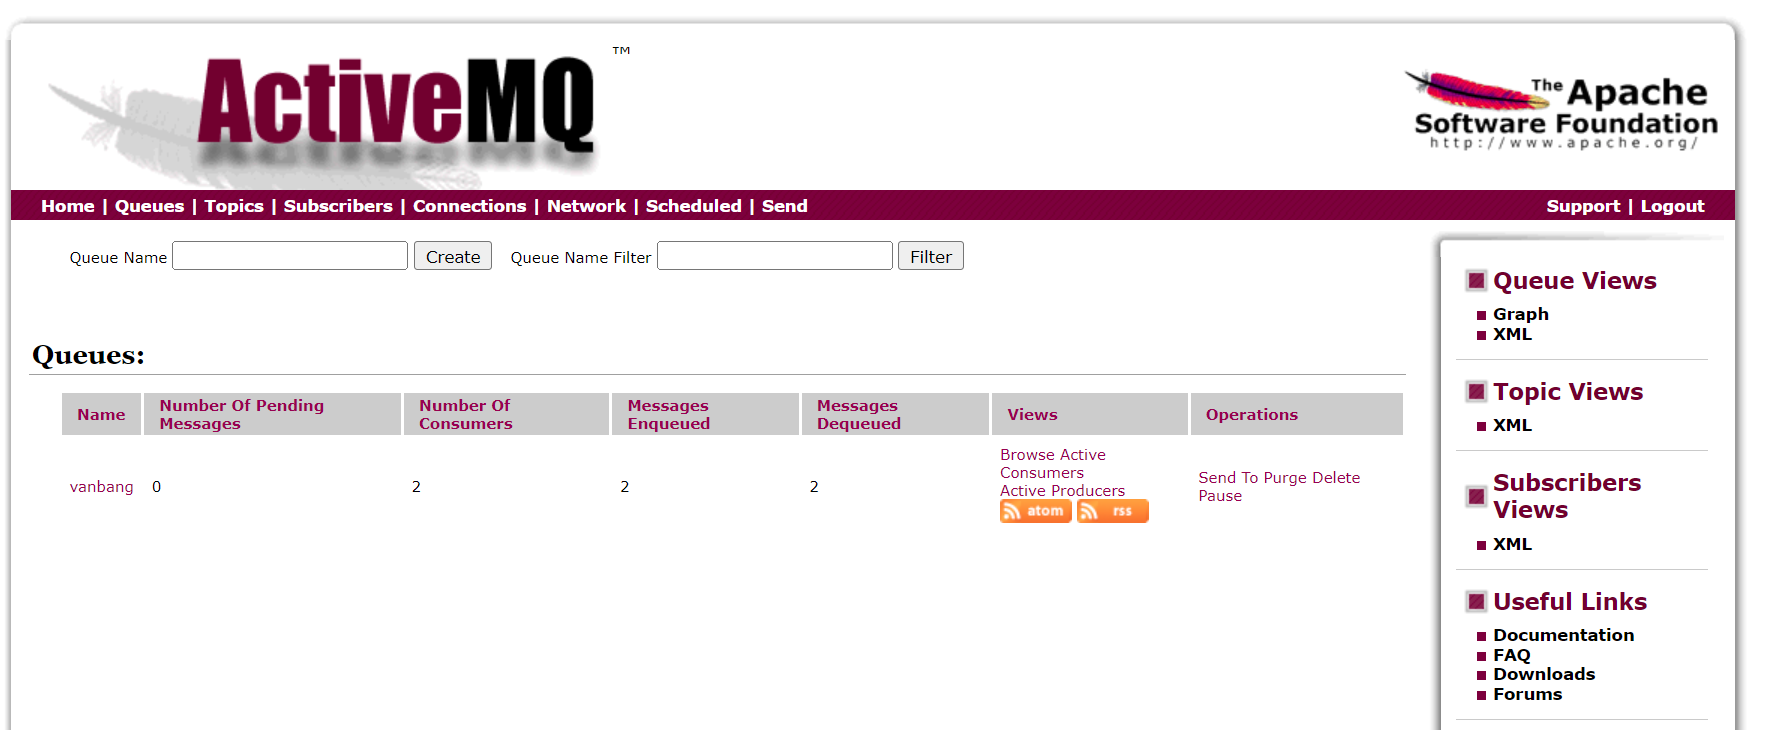 ActiveMQ ™
The Apache
Software Foundation
http://www.apache.org/
Home | Queues | Topics | Subscribers | Connections | Network | Scheduled | Send
Support | Logout
Queue Name Create Queue Name Filter Filter
Queues:
Name Number Of Pending Messages Number Of Consumers Messages Enqueued Messages Dequeued Views Operations
vanbang 0 2 2 2
Browse Active
Consumers
Active Producers
atom rss
Send To Purge Delete
Pause
Queue Views
Graph
XML
Topic Views
XML
Subscribers
Views
XML
Useful Links
Documentation
FAQ
Downloads
Forums